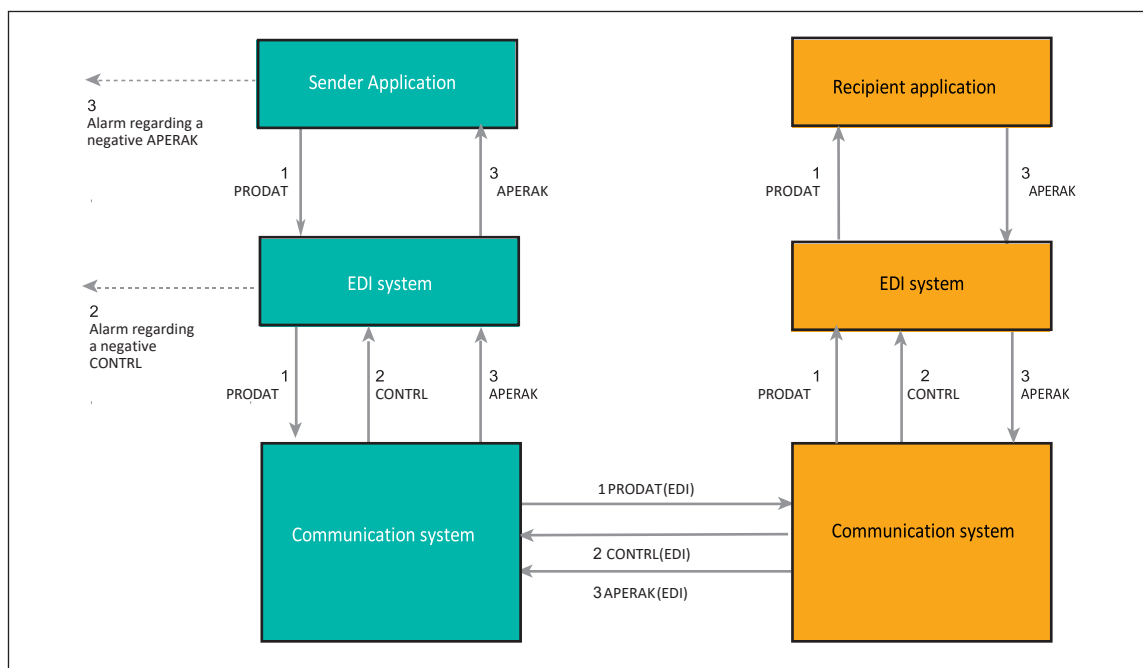 Sender Application
Recipient application
3
Alarm regarding a
negative APERAK
1
PRODAT
3
APERAK
1
PRODAT
3
APERAK
EDI system
EDI system
2
Alarm regarding
a negative
CONTRL
1
PRODAT
2
CONTRL
3
APERAK
1
PRODAT
2
CONTRL
3
APERAK
1 PRODAT(EDI)
Communication system
Communication system
2 CONTRL(EDI)
3 APERAK(EDI)